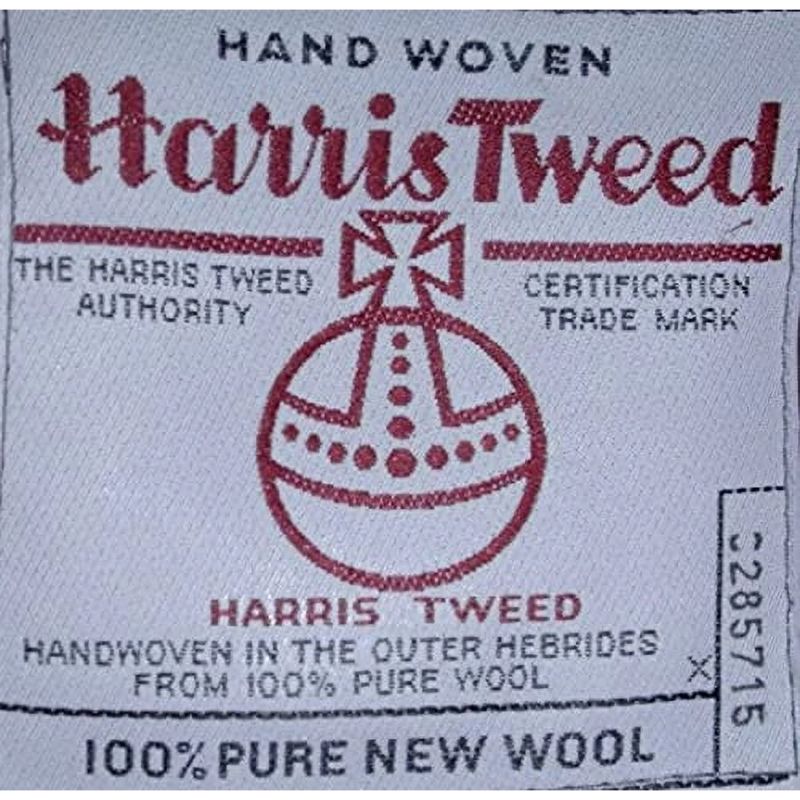 HAND WOVEN
Harris Tweed
THE HARRIS TWEED
AUTHORITY
CERTIFICATION
TRADE MARK
HARRIS TWEED
HANDWOVEN IN THE OUTER HEBRIDES
FROM 100% PURE WOOL
X
100% PURE NEW WOOL